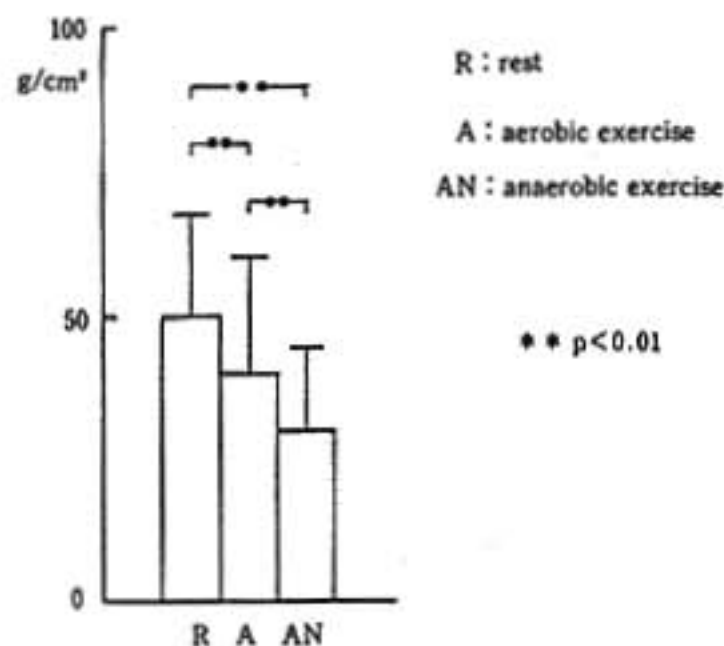 100
g/cm²
R : rest
A : aerobic exercise
AN : anaerobic exercise
**
**
**
50
** p<0.01
0
R A AN